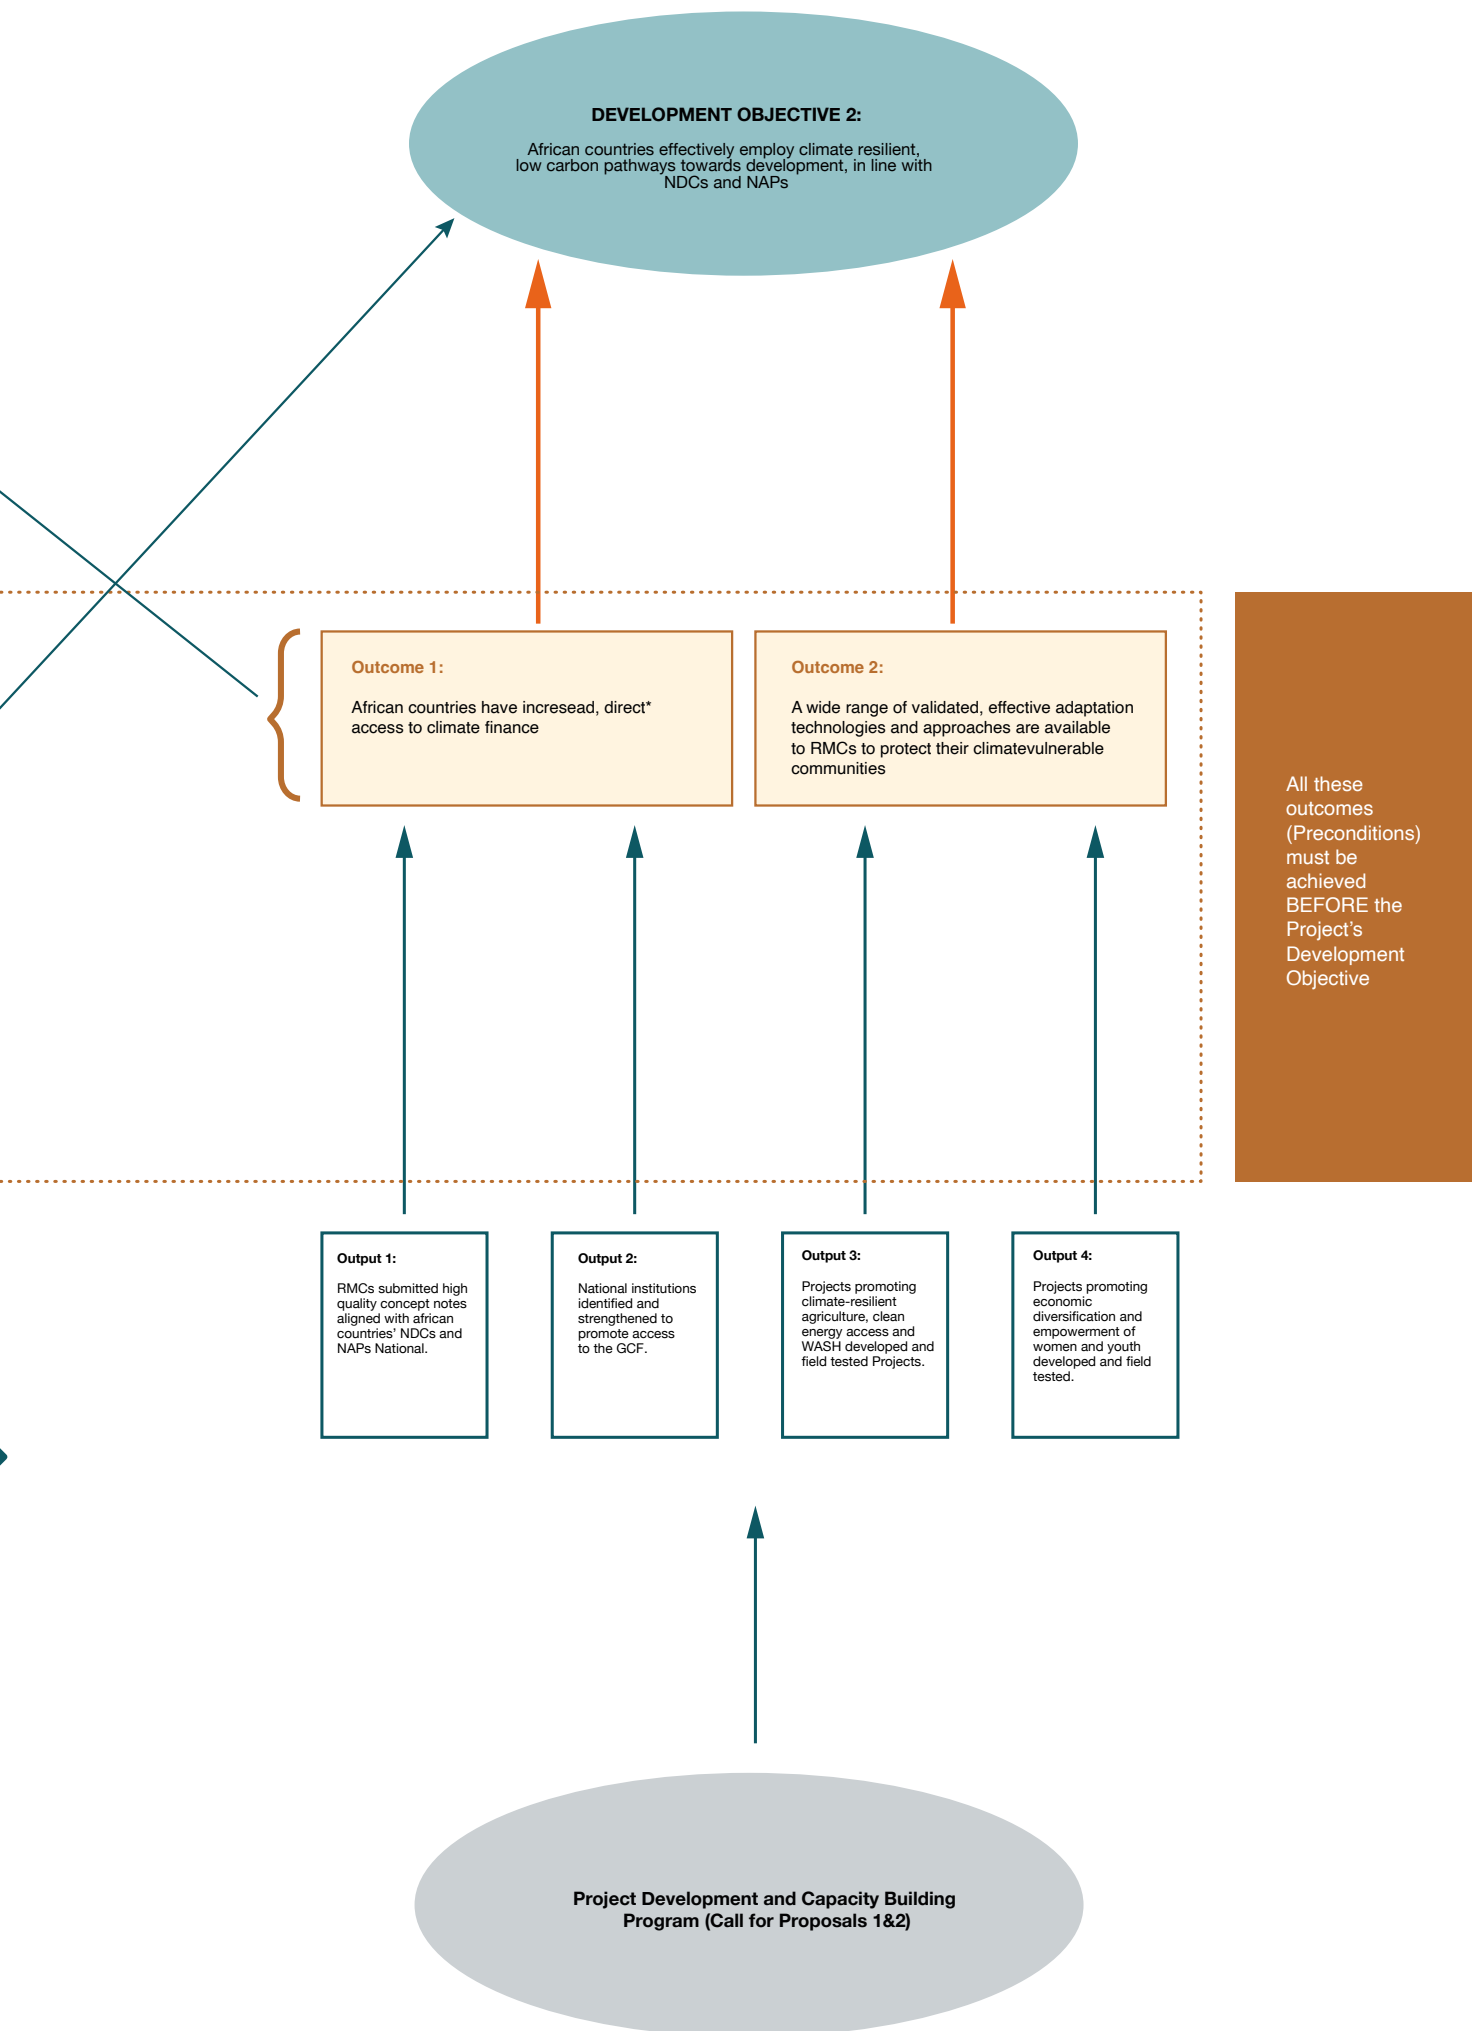 DEVELOPMENT OBJECTIVE 2:
African countries effectively employ climate resilient,
low carbon pathways towards development, in line with
NDCs and NAPs
Outcome 1:
African countries have incresead, direct*
access to climate finance
Outcome 2:
A wide range of validated, effective adaptation
technologies and approaches are available
to RMCs to protect their climatevulnerable
communities
All these
outcomes
(Preconditions)
must be
achieved
BEFORE the
Project’s
Development
Objective
Output 1:
RMCs submitted high
quality concept notes
aligned with african
countries’ NDCs and
NAPs National.
Output 2:
National institutions
identified and
strengthened to
promote access
to the GCF.
Output 3:
Projects promoting
climate-resilient
agriculture, clean
energy access and
WASH developed and
field tested Projects.
Output 4:
Projects promoting
economic
diversification and
empowerment of
women and youth
developed and field
tested.
Project Development and Capacity Building
Program (Call for Proposals 1&2)